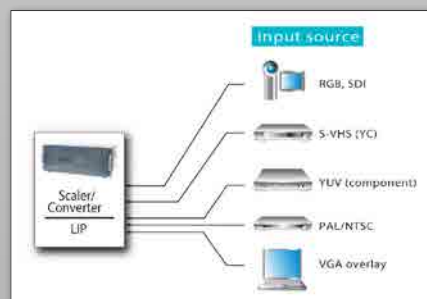 Input source
RGB, SDI
S-VHS (YC)
Scaler/
Converter
LIP
YUV (component)
PAL/NTSC
VGA overlay